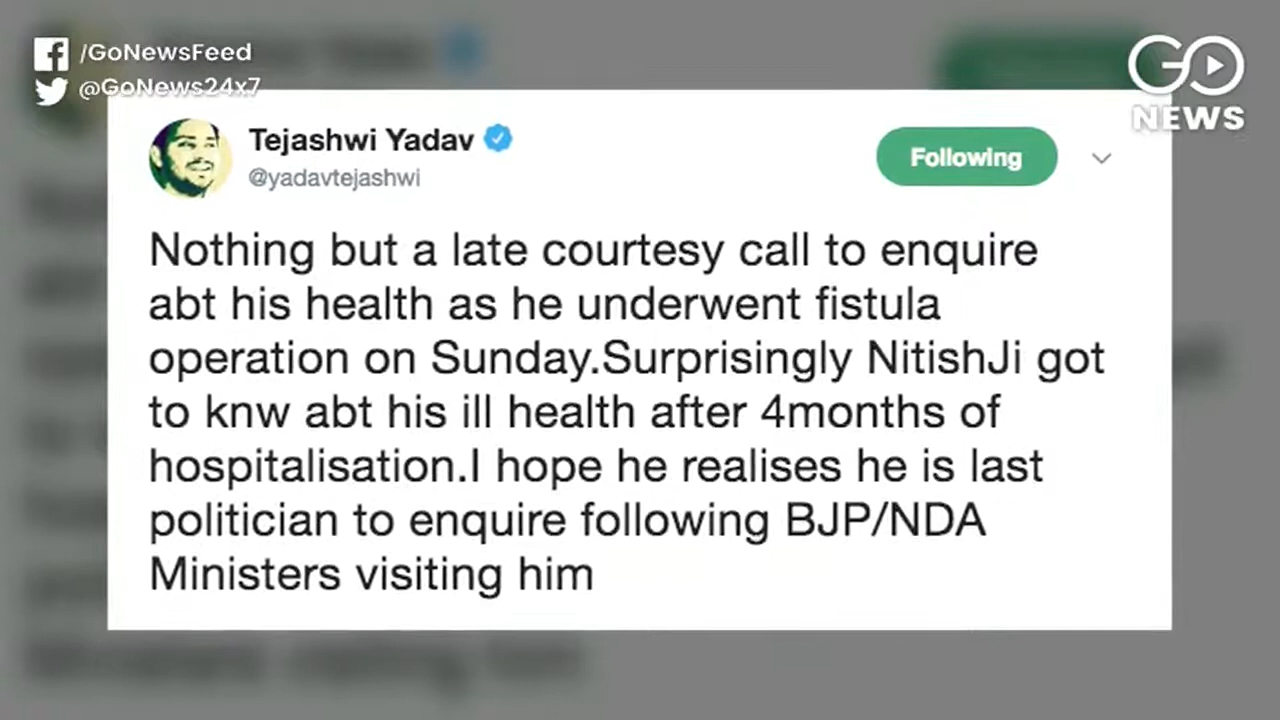 /GoNewsFeed
@GoNews24x7
GO
NEWS
Tejashwi Yadav
@yadavtejashwi
Following
Nothing but a late courtesy call to enquire
abt his health as he underwent fistula
operation on Sunday.Surprisingly NitishJi got
to knw abt his ill health after 4months of
hospitalisation.I hope he realises he is last
politician to enquire following BJP/NDA
Ministers visiting him